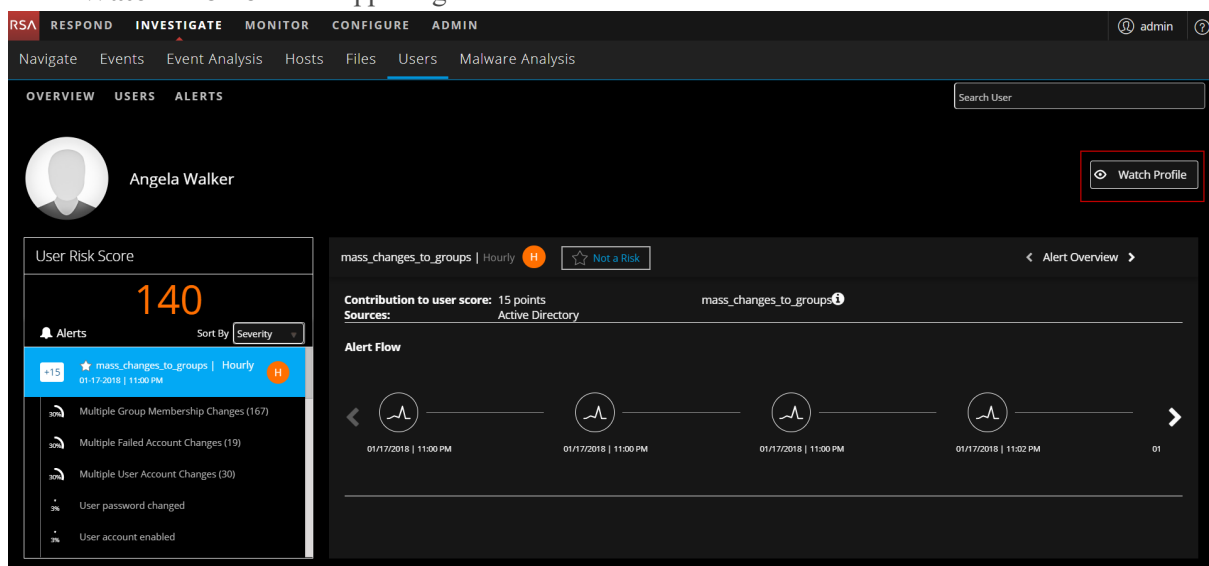 RSA RESPOND INVESTIGATE MONITOR CONFIGURE ADMIN admin ?
Navigate Events Event Analysis Hosts Files Users Malware Analysis
OVERVIEW USERS ALERTS Search User
Angela Walker
Watch Profile
User Risk Score
140
Alerts Sort By Severity
+15 mass_changes_to_groups | Hourly H
01-17-2018 | 11:00 PM
30% Multiple Group Membership Changes (167)
30% Multiple Failed Account Changes (19)
30% Multiple User Account Changes (30)
3% User password changed
3% User account enabled
mass_changes_to_groups | Hourly H Not a Risk Alert Overview
Contribution to user score: 15 points mass_changes_to_groups
Sources: Active Directory
Alert Flow
01/17/2018 | 11:00 PM 01/17/2018 | 11:00 PM 01/17/2018 | 11:00 PM 01/17/2018 | 11:02 PM 01